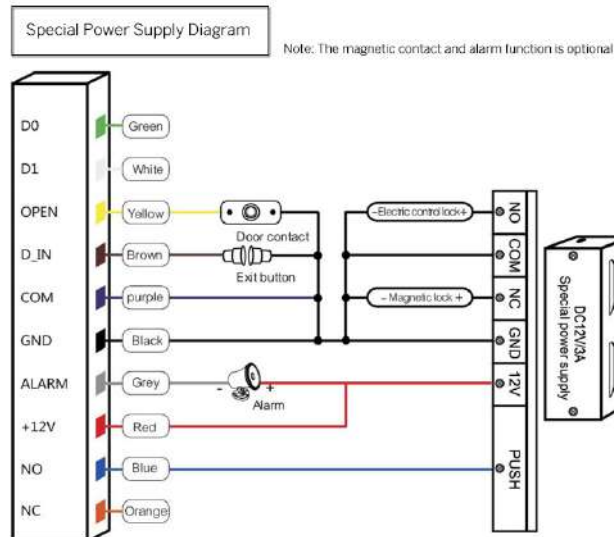 Special Power Supply Diagram
Note: The magnetic contact and alarm function is optional
D0 Green
D1 White
OPEN Yellow
Door contact
D_IN Brown
Exit button
COM purple
GND Black
ALARM Grey
- +
Alarm
+12V Red
NO Blue
NC Orange
-Electric control lock+
- Magnetic lock +
NO
COM
NC
GND
12V
PUSH
DC12V/3A
Special power supply